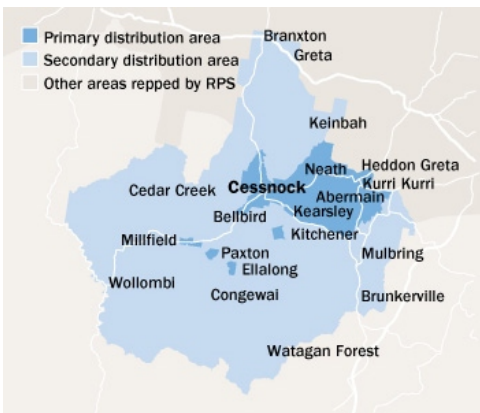 Primary distribution area
Secondary distribution area
Other areas repped by RPS
Branxton
Greta
Keinbah
Neath
Heddon Greta
Kurri Kurri
Cedar Creek
Cessnock
Abermain
Kearsley
Bellbird
Kitchener
Millfield
Paxton
Mulbring
Ellalong
Wollombi
Congewai
Brunkerville
Watagan Forest